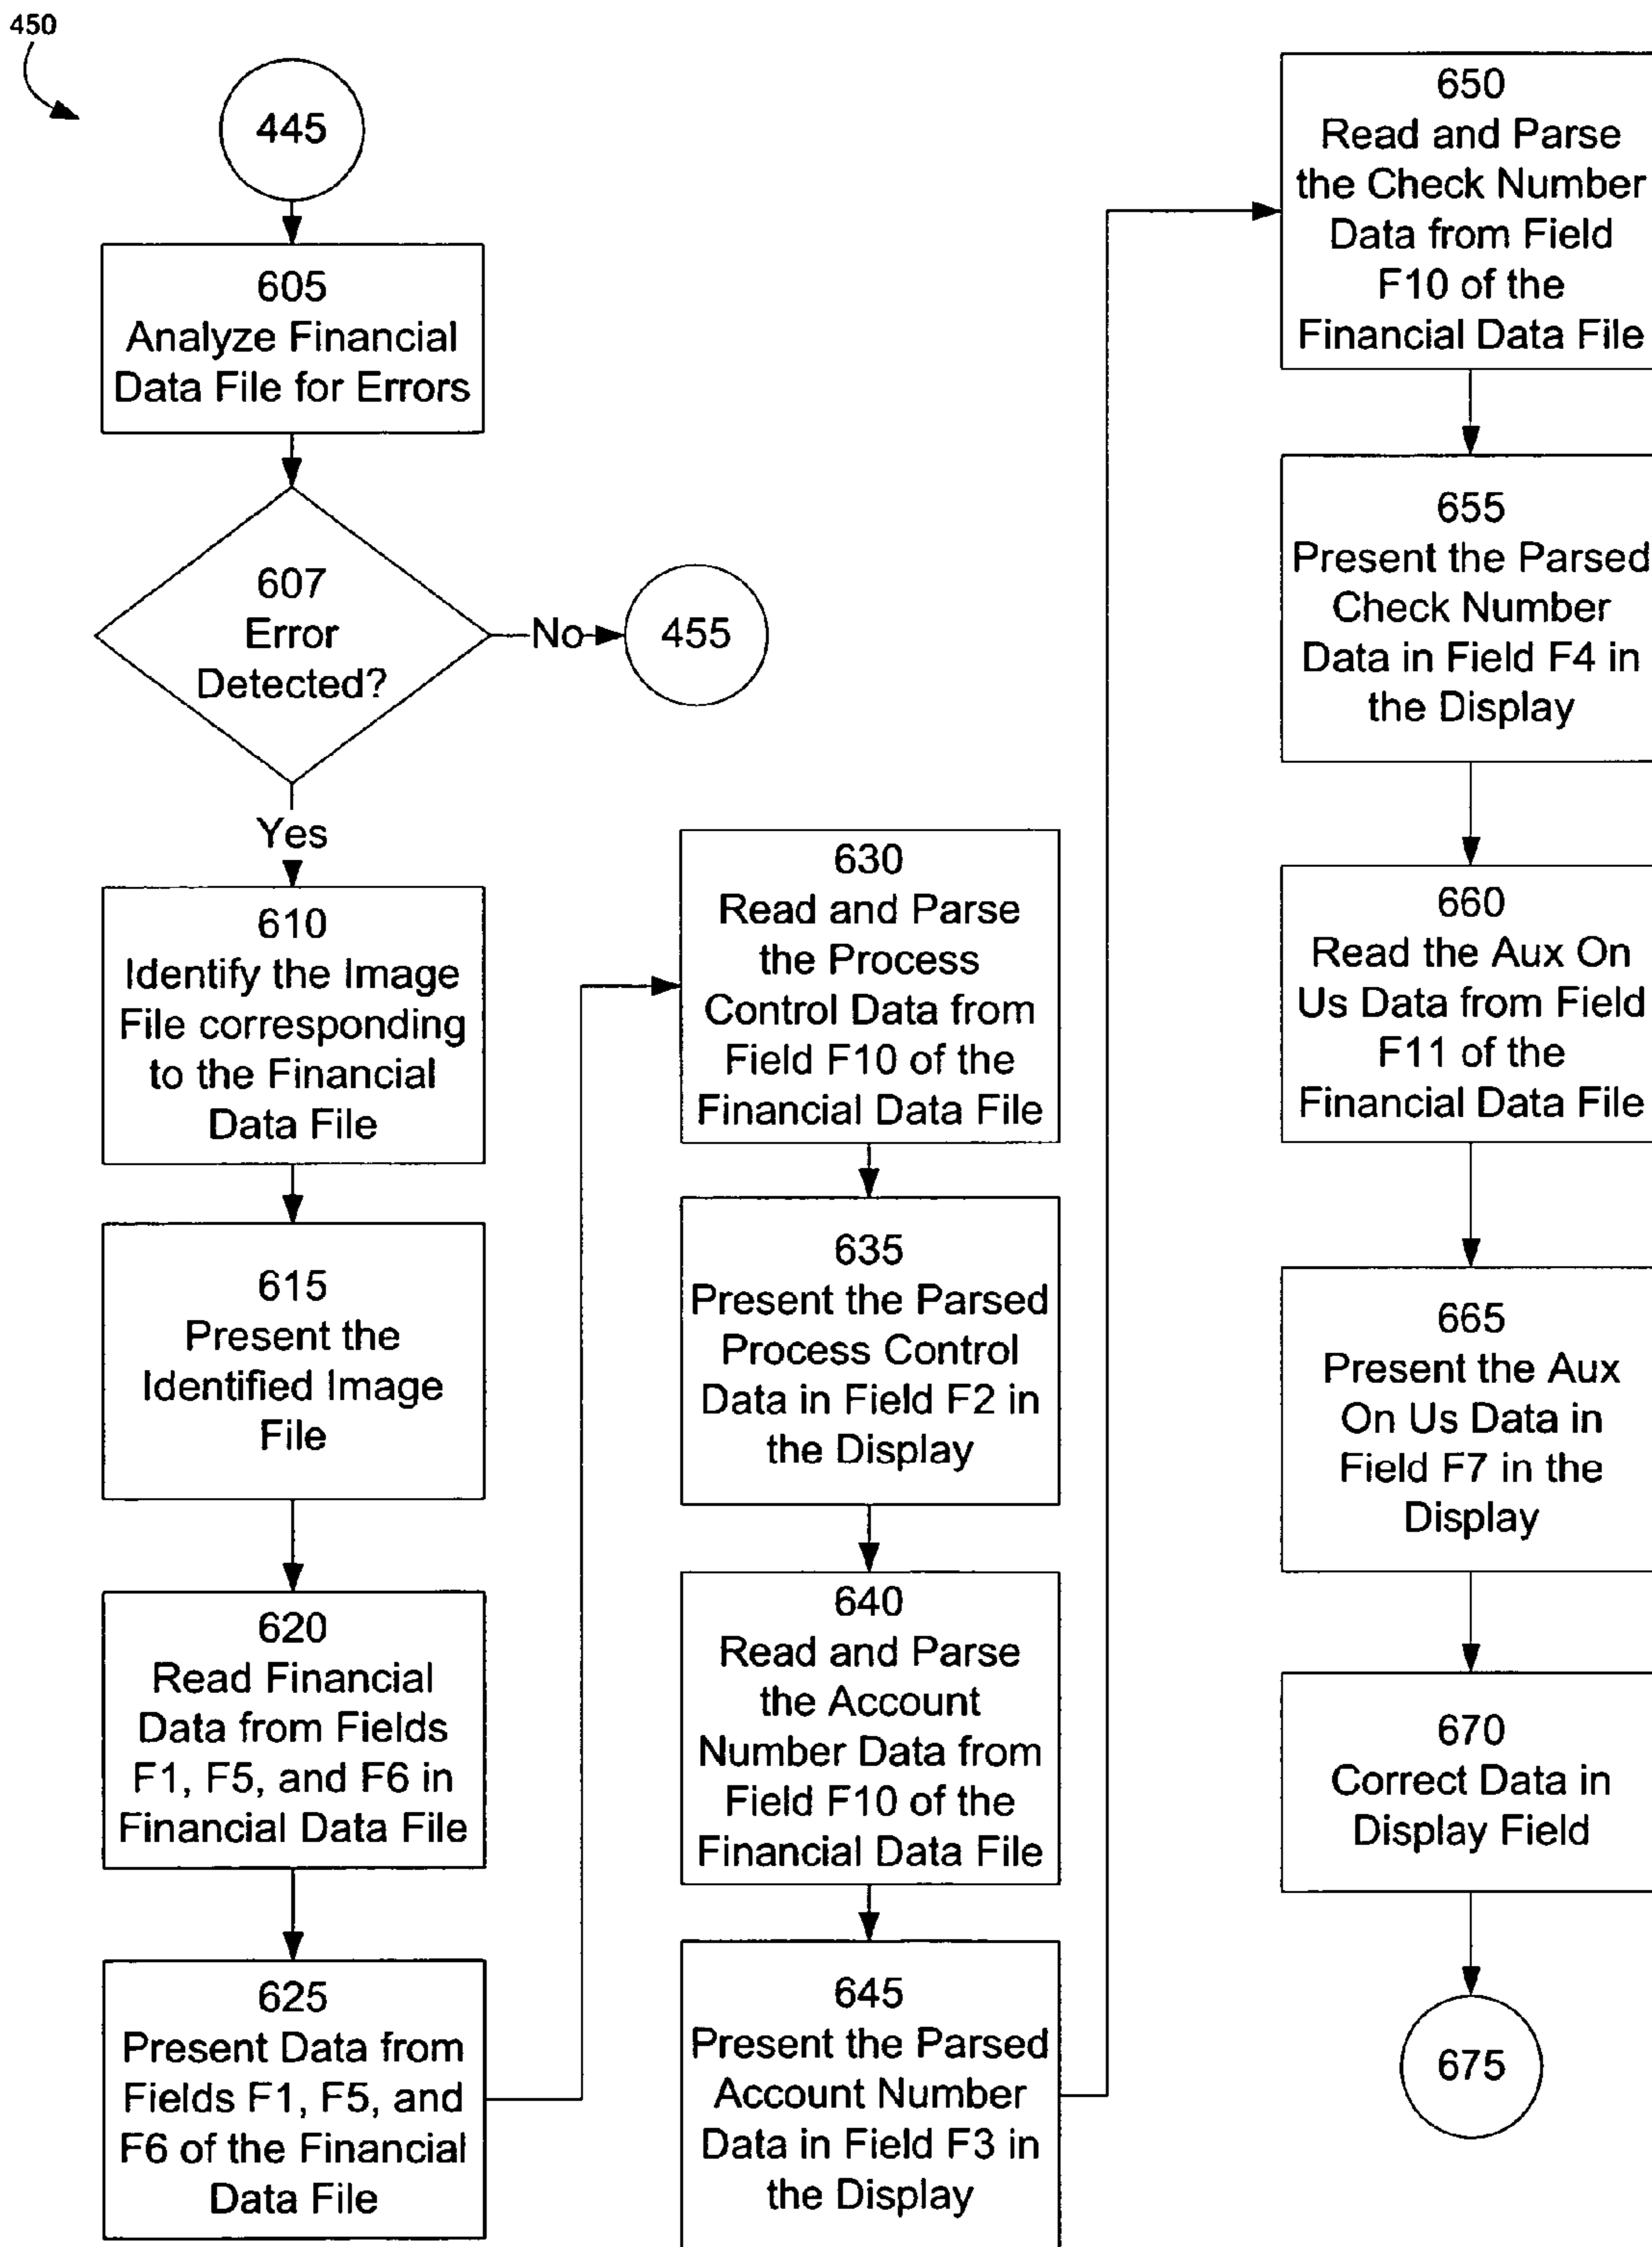 450
445
605
Analyze Financial
Data File for Errors
607
Error
Detected?
No
455
Yes
610
Identify the Image
File corresponding
to the Financial
Data File
615
Present the
Identified Image
File
620
Read Financial
Data from Fields
F1, F5, and F6 in
Financial Data File
625
Present Data from
Fields F1, F5, and
F6 of the Financial
Data File
630
Read and Parse
the Process
Control Data from
Field F10 of the
Financial Data File
635
Present the Parsed
Process Control
Data in Field F2 in
the Display
640
Read and Parse
the Account
Number Data from
Field F10 of the
Financial Data File
645
Present the Parsed
Account Number
Data in Field F3 in
the Display
650
Read and Parse
the Check Number
Data from Field
F10 of the
Financial Data File
655
Present the Parsed
Check Number
Data in Field F4 in
the Display
660
Read the Aux On
Us Data from Field
F11 of the
Financial Data File
665
Present the Aux
On Us Data in
Field F7 in the
Display
670
Correct Data in
Display Field
675